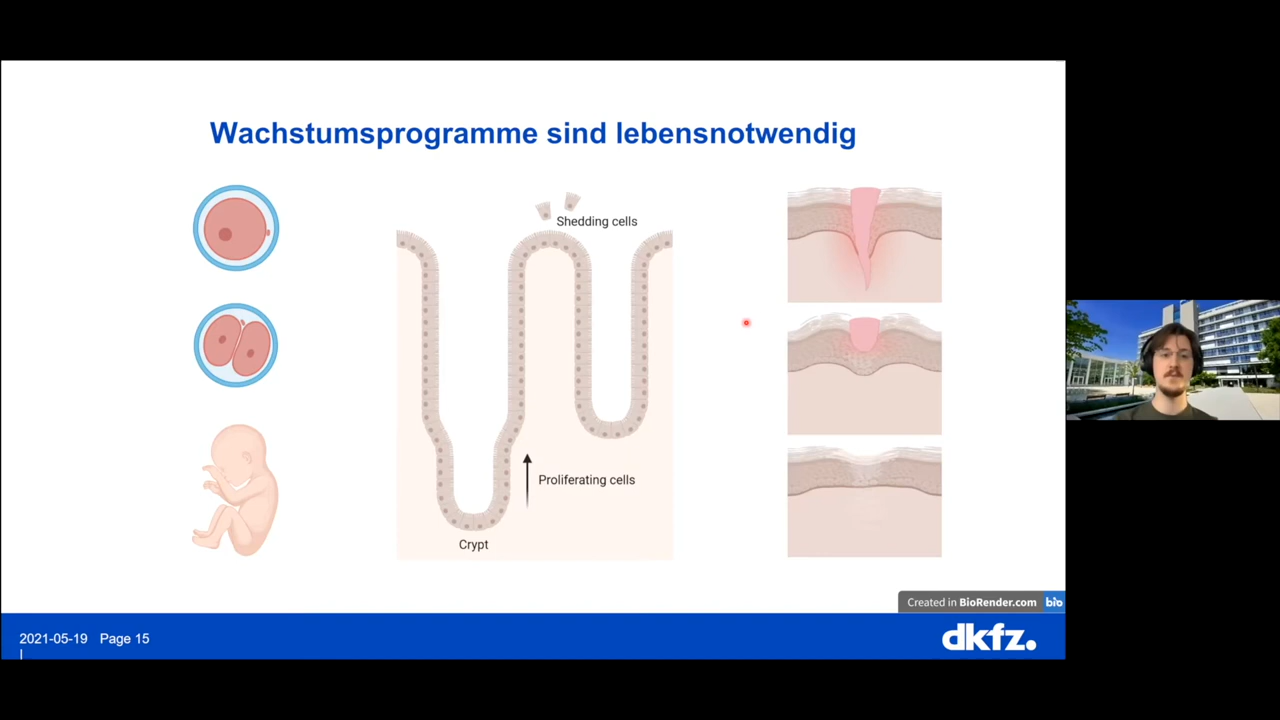 Wachstumsprogramme sind lebensnotwendig
Shedding cells
Proliferating cells
Crypt
Created in BioRender.com bio
2021-05-19 Page 15
dkfz.